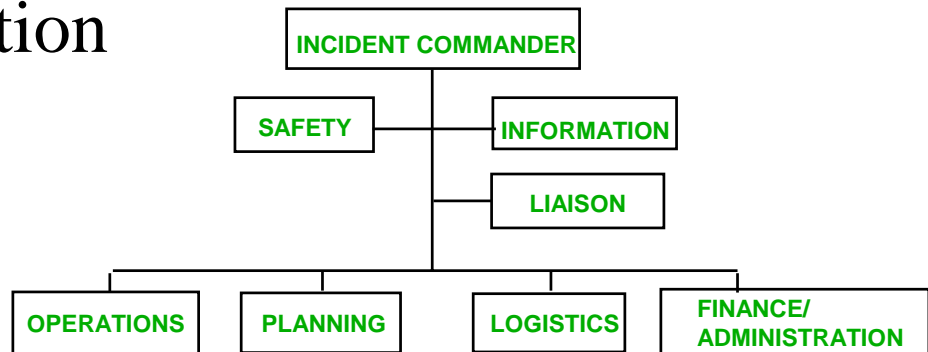 tion
INCIDENT COMMANDER
SAFETY
INFORMATION
LIAISON
OPERATIONS
PLANNING
LOGISTICS
FINANCE/
ADMINISTRATION